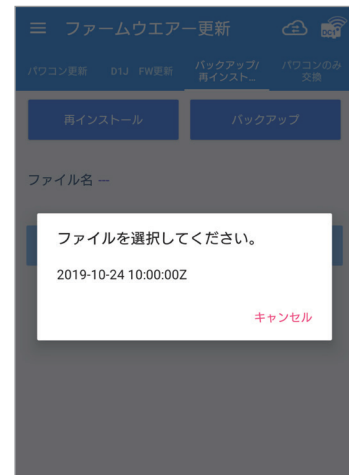 ファームウエアー更新
DC1
パワコン更新
D1J FW更新
バックアップ/
再インスト...
パワコンのみ
交換
再インストール
バックアップ
ファイル名 ---
ファイルを選択してください。
2019-10-24 10:00:00Z
キャンセル